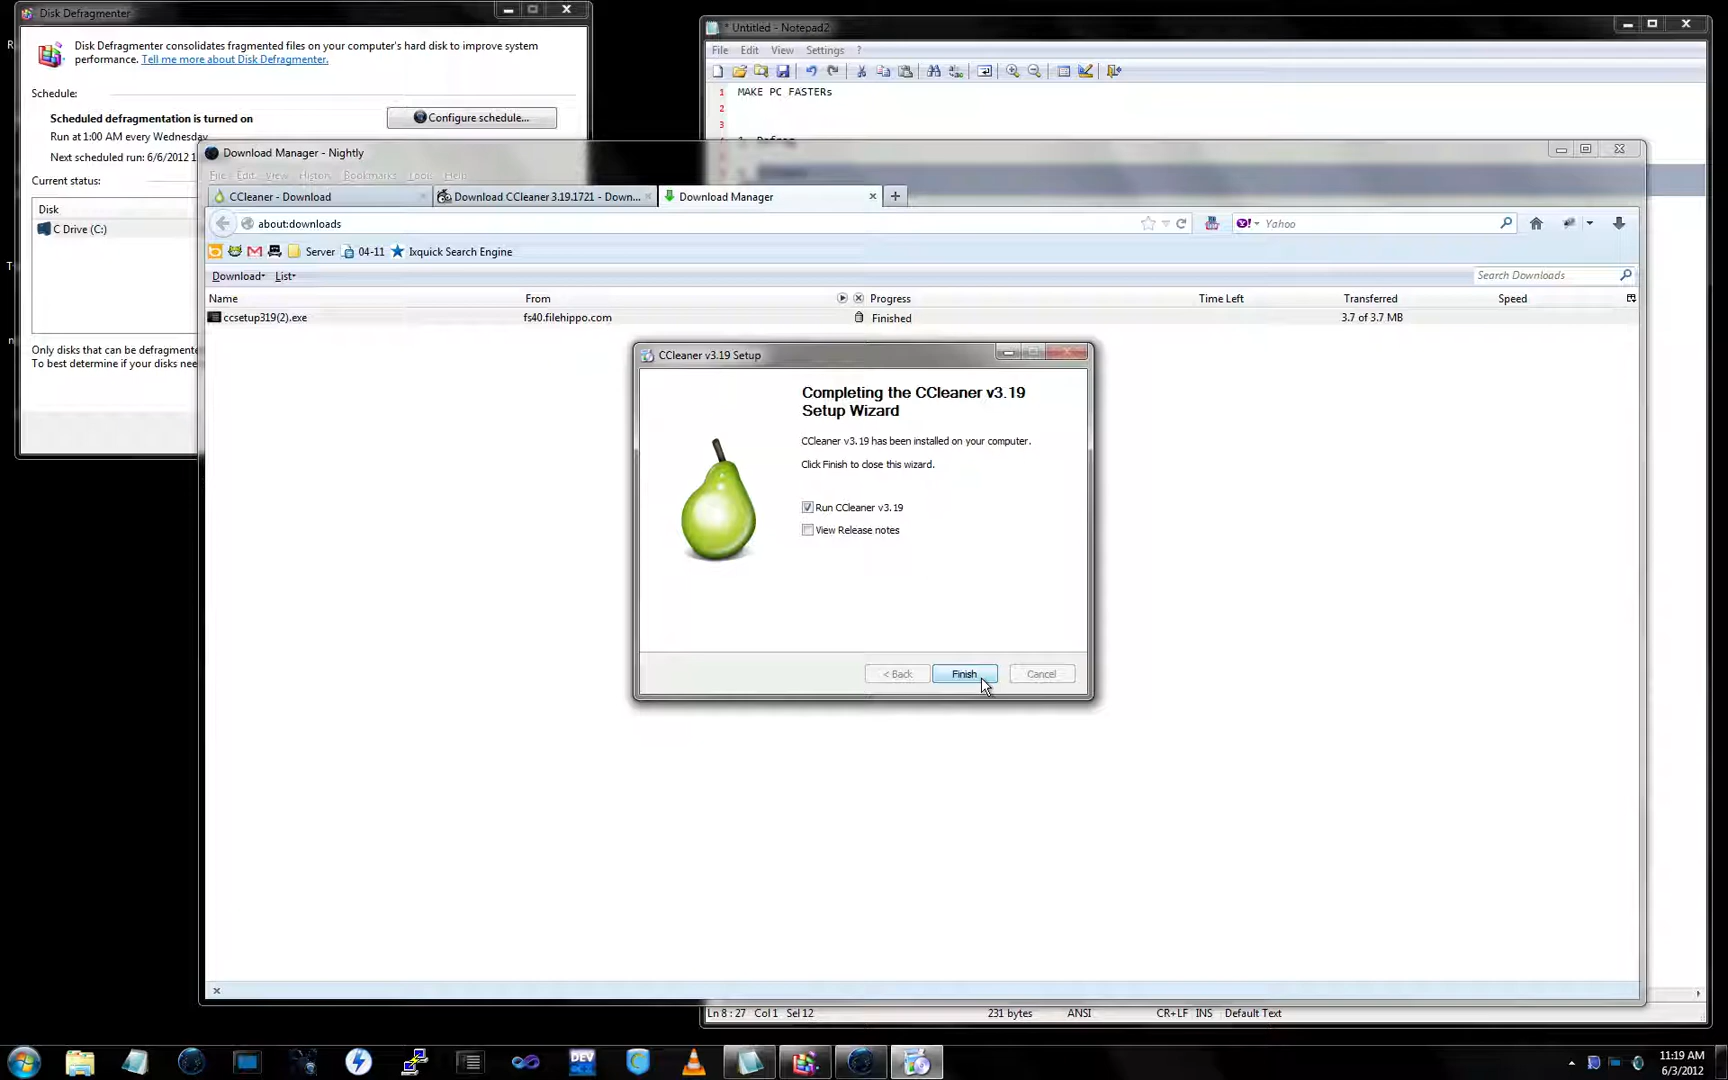 Disk Defragmenter
Disk Defragmenter consolidates fragmented files on your computer's hard disk to improve system
performance. Tell me more about Disk Defragmenter.
Schedule:
Scheduled defragmentation is turned on
Configure schedule...
Run at 1:00 AM every Wednesday
Next scheduled run: 6/6/2012 1
Current status:
Disk
C Drive (C:)
Only disks that can be defragmente
To best determine if your disks nee
* Untitled - Notepad2
File Edit View Settings ?
1 MAKE PC FASTERs
2
3
Defrag
Download Manager - Nightly
File Edit View History Bookmarks Tools Help
CCleaner - Download
Download CCleaner 3.19.1721 - Down...
Download Manager
about:downloads
Yahoo
Server 04-11 Ixquick Search Engine
Download List
Search Downloads
Name From Progress Time Left Transferred Speed
ccsetup319(2).exe fs40.filehippo.com Finished 3.7 of 3.7 MB
CCleaner v3.19 Setup
Completing the CCleaner v3.19
Setup Wizard
CCleaner v3.19 has been installed on your computer.
Click Finish to close this wizard.
Run CCleaner v3.19
View Release notes
< Back Finish Cancel
Ln 8 : 27 Col 1 Sel 12 231 bytes ANSI CR+LF INS Default Text
DEV
11:19 AM
6/3/2012